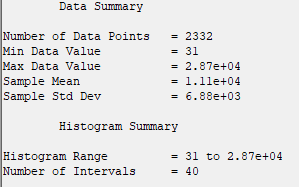 Data Summary
Number of Data Points = 2332
Min Data Value = 31
Max Data Value = 2.87e+04
Sample Mean = 1.11e+04
Sample Std Dev = 6.88e+03
Histogram Summary
Histogram Range = 31 to 2.87e+04
Number of Intervals = 40